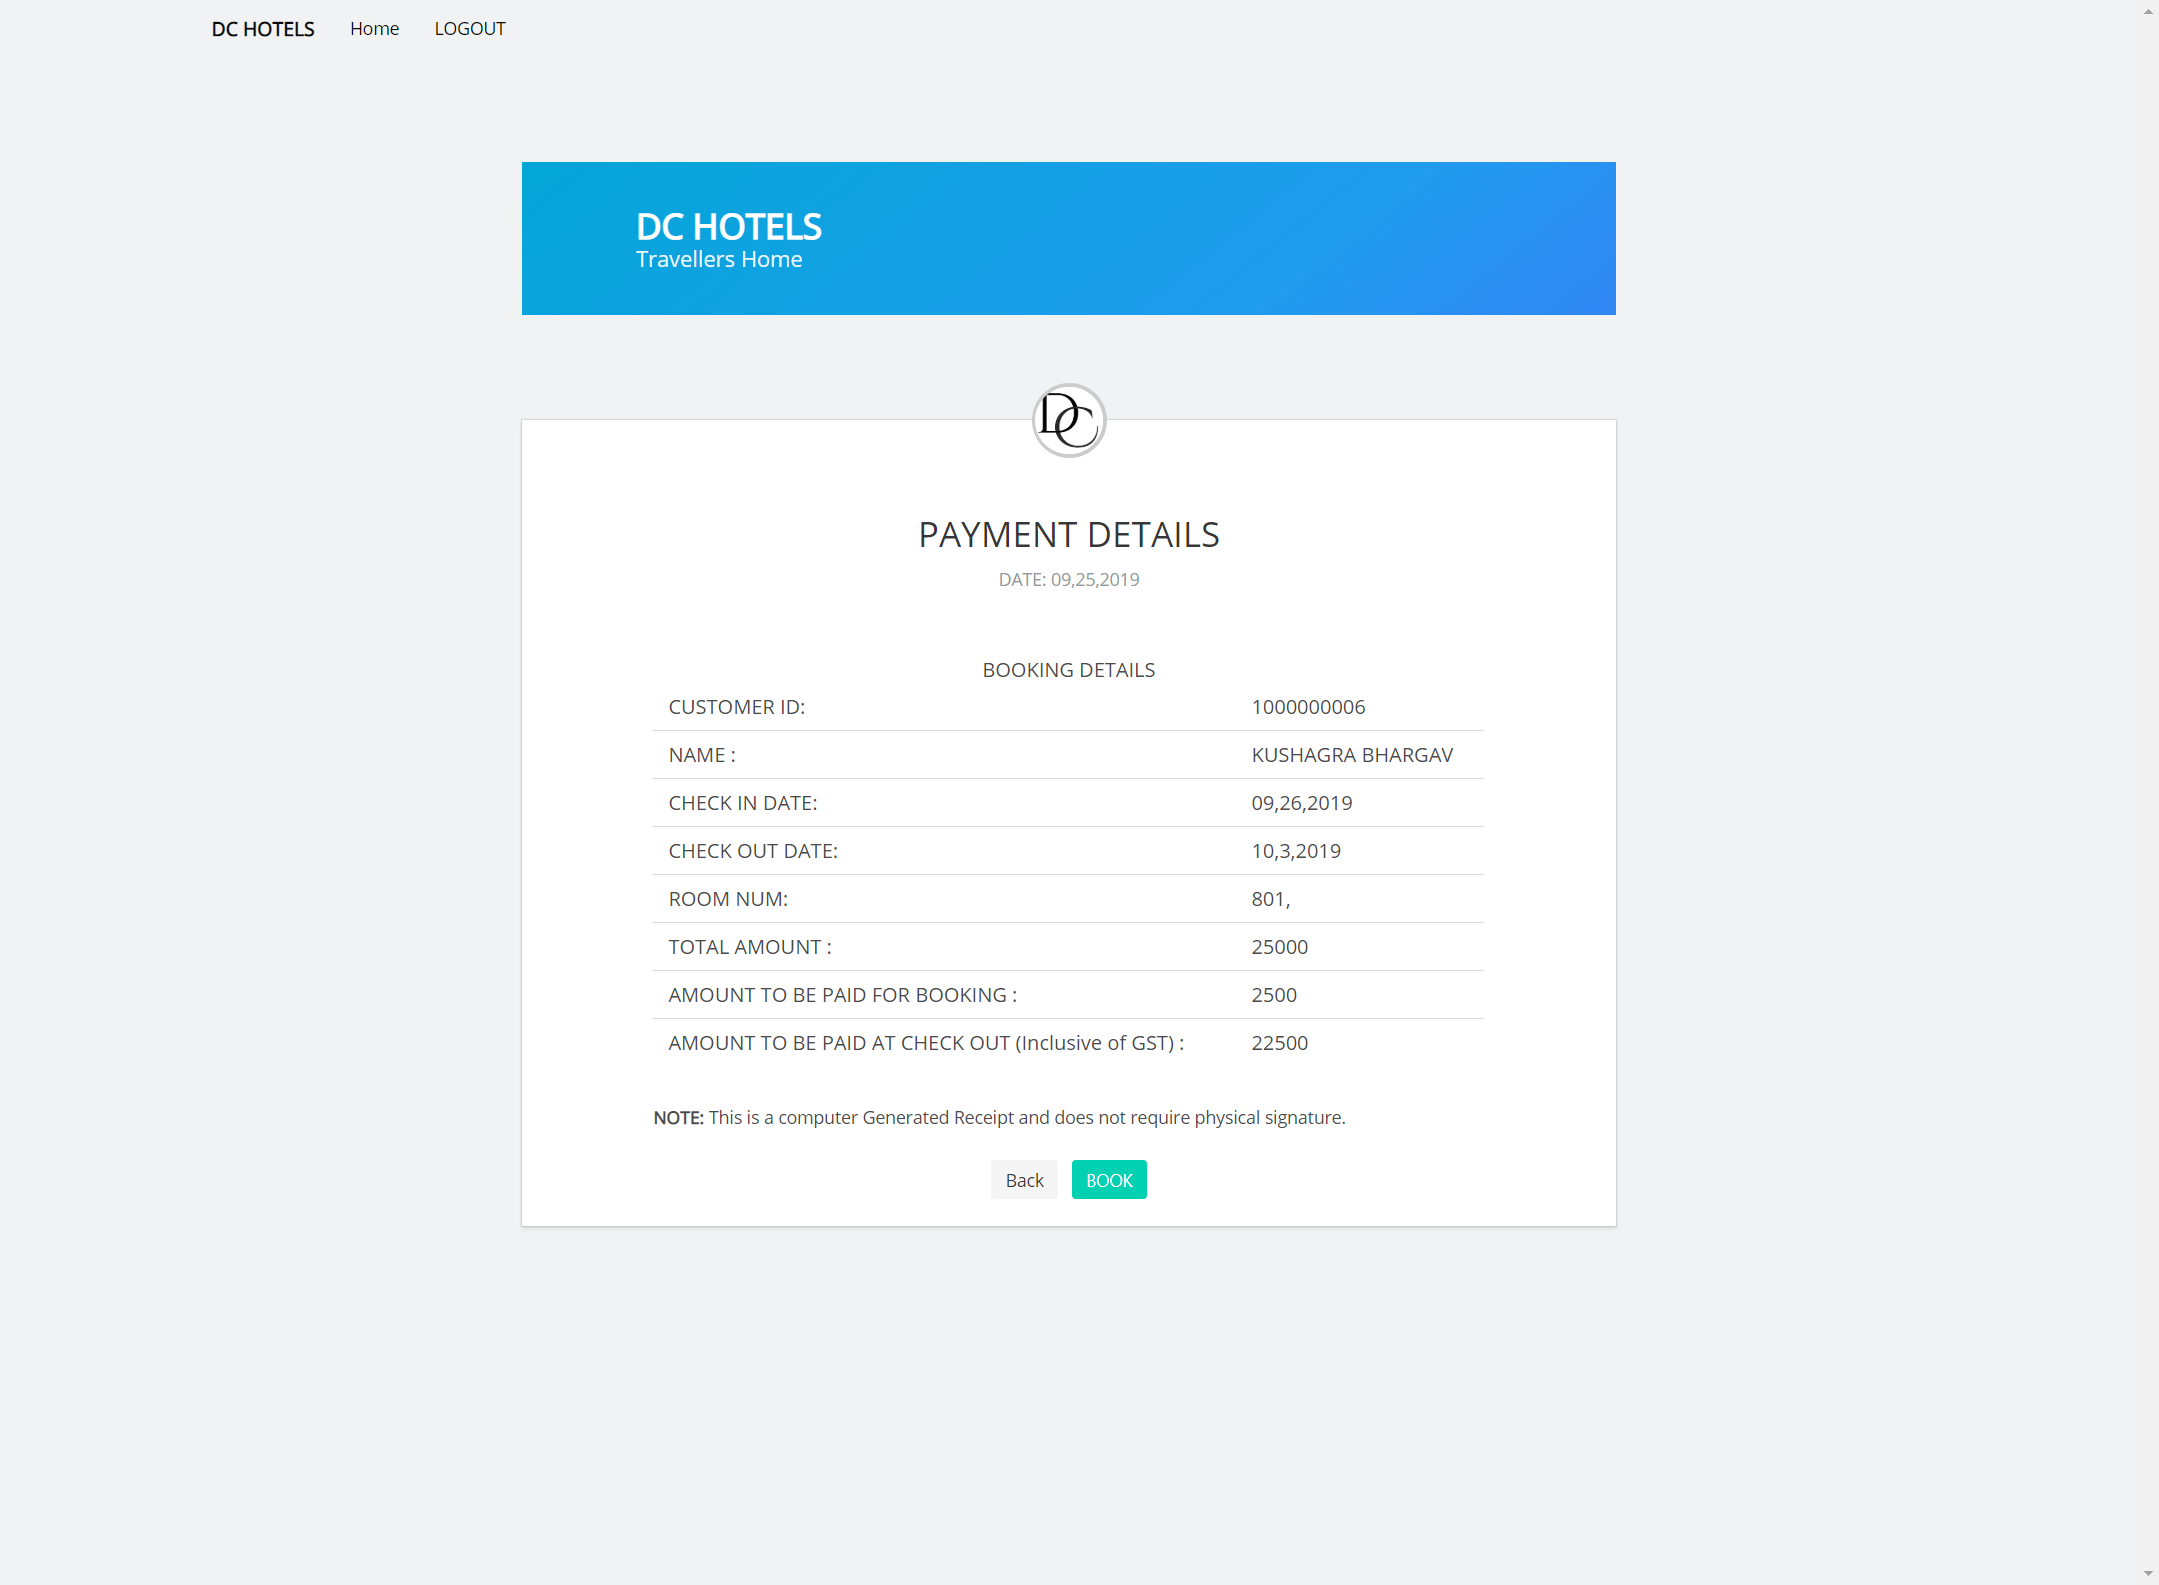 DC HOTELS Home LOGOUT
DC HOTELS
Travellers Home
DC
PAYMENT DETAILS
DATE: 09,25,2019
BOOKING DETAILS
CUSTOMER ID: 1000000006
NAME : KUSHAGRA BHARGAV
CHECK IN DATE: 09,26,2019
CHECK OUT DATE: 10,3,2019
ROOM NUM: 801,
TOTAL AMOUNT : 25000
AMOUNT TO BE PAID FOR BOOKING : 2500
AMOUNT TO BE PAID AT CHECK OUT (Inclusive of GST) : 22500
NOTE: This is a computer Generated Receipt and does not require physical signature.
Back BOOK